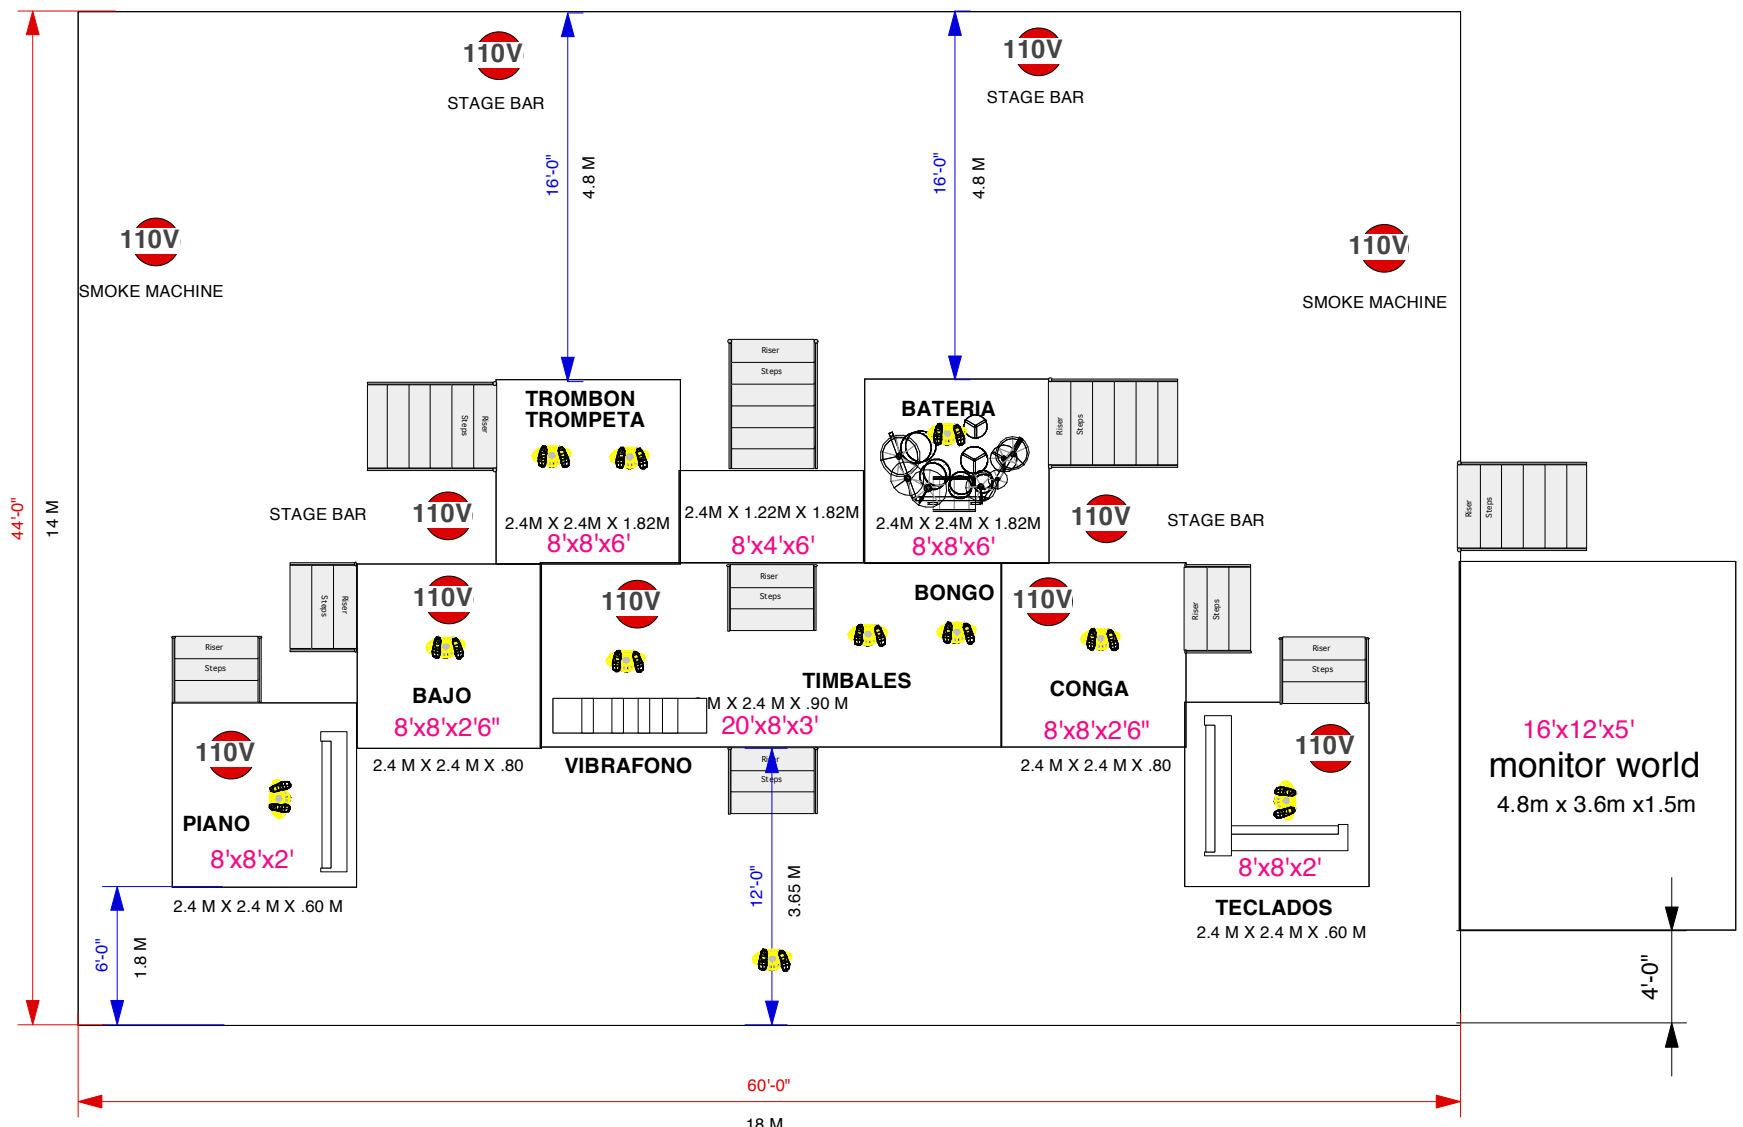 110V
STAGE BAR
110V
STAGE BAR
16'-0"
4.8 M
16'-0"
4.8 M
110V
SMOKE MACHINE
110V
SMOKE MACHINE
Riser
Steps
TROMBON
TROMPETA
BATERIA
Steps
Riser
Riser
Steps
STAGE BAR
110V
2.4M X 2.4M X 1.82M
8'x8'x6'
2.4M X 1.22M X 1.82M
8'x4'x6'
2.4M X 2.4M X 1.82M
8'x8'x6'
110V
STAGE BAR
Riser
Steps
44'-0"
14 M
Steps
Riser
110V
110V
Riser
Steps
BONGO
110V
Riser
Steps
Riser
Steps
Riser
Steps
BAJO
8'x8'x2'6"
2.4 M X 2.4 M X .80
TIMBALES
M X 2.4 M X .90 M
20'x8'x3'
VIBRAFONO
CONGA
8'x8'x2'6"
2.4 M X 2.4 M X .80
Riser
Steps
110V
PIANO
8'x8'x2'
2.4 M X 2.4 M X .60 M
110V
8'x8'x2'
TECLADOS
2.4 M X 2.4 M X .60 M
16'x12'x5'
monitor world
4.8m x 3.6m x1.5m
6'-0"
1.8 M
12'-0"
3.65 M
4'-0"
60'-0"
18 M